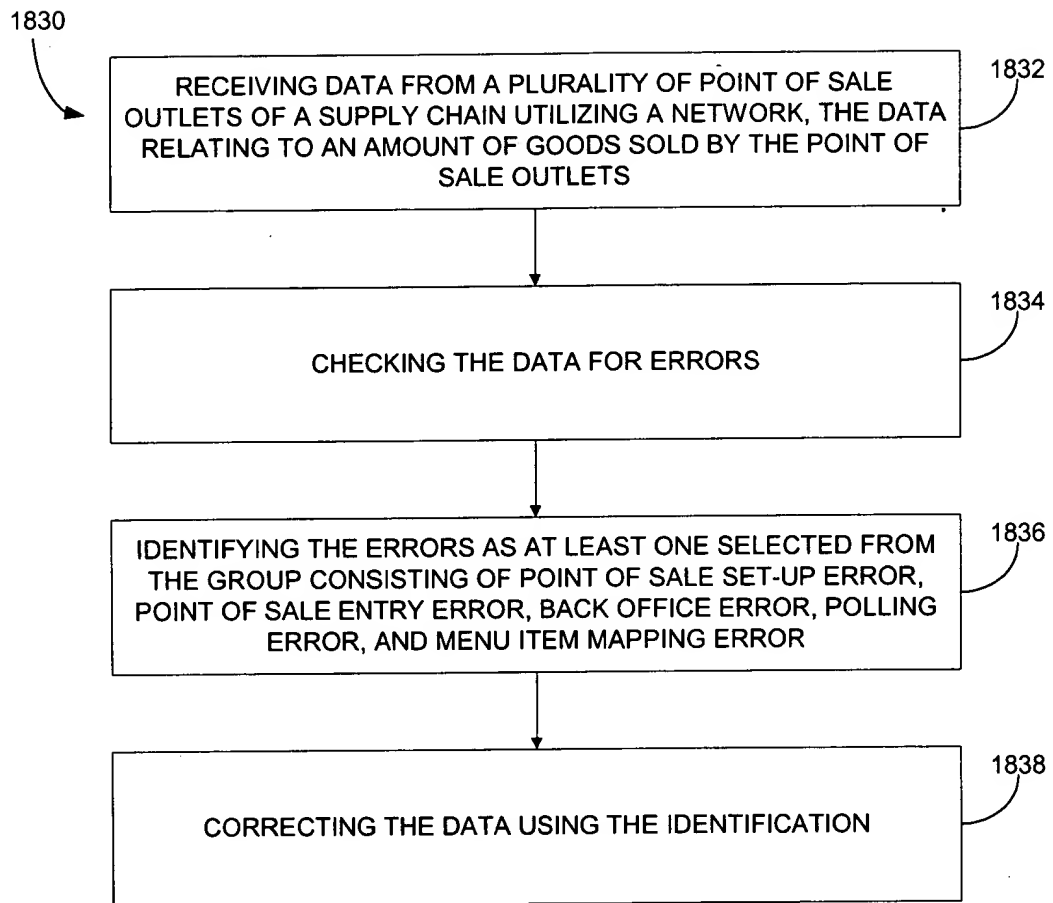 1830
1832
RECEIVING DATA FROM A PLURALITY OF POINT OF SALE
OUTLETS OF A SUPPLY CHAIN UTILIZING A NETWORK, THE DATA
RELATING TO AN AMOUNT OF GOODS SOLD BY THE POINT OF
SALE OUTLETS
1834
CHECKING THE DATA FOR ERRORS
1836
IDENTIFYING THE ERRORS AS AT LEAST ONE SELECTED FROM
THE GROUP CONSISTING OF POINT OF SALE SET-UP ERROR,
POINT OF SALE ENTRY ERROR, BACK OFFICE ERROR, POLLING
ERROR, AND MENU ITEM MAPPING ERROR
1838
CORRECTING THE DATA USING THE IDENTIFICATION